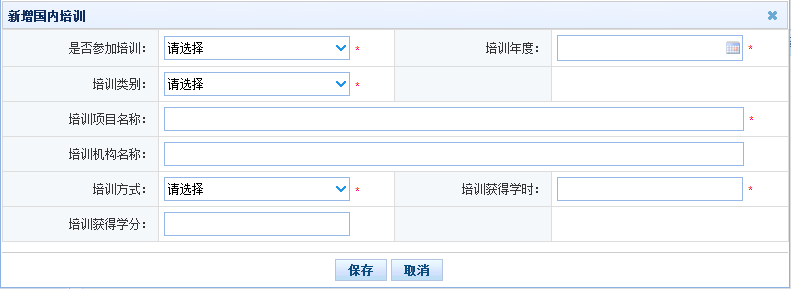 新增国内培训
是否参加培训： 请选择 * 培训年度： *
培训类别： 请选择 *
培训项目名称： *
培训机构名称：
培训方式： 请选择 * 培训获得学时： *
培训获得学分：
保存 取消